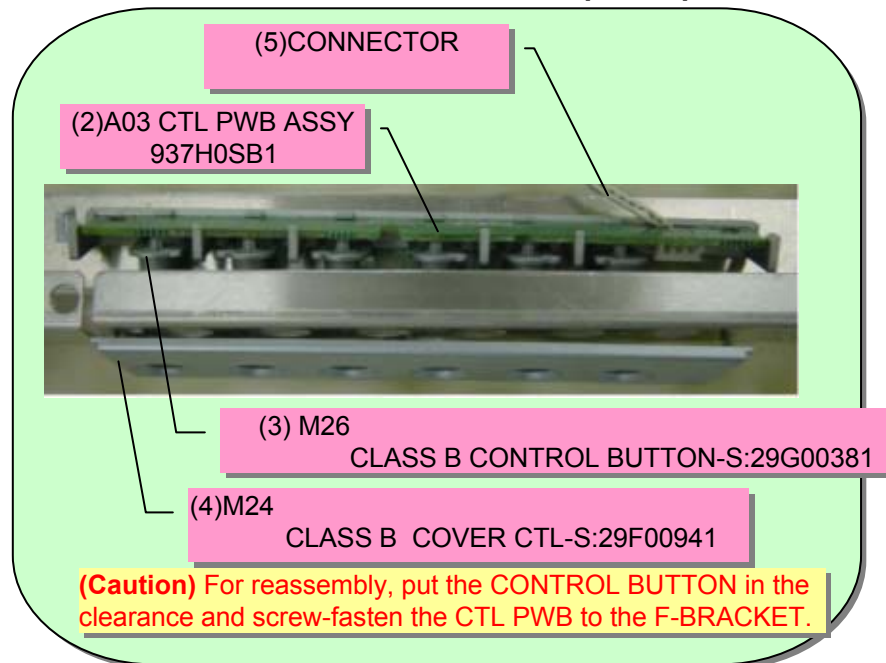 (5)CONNECTOR
(2)A03 CTL PWB ASSY
937H0SB1
(3) M26
CLASS B CONTROL BUTTON-S:29G00381
(4)M24
CLASS B COVER CTL-S:29F00941
(Caution) For reassembly, put the CONTROL BUTTON in the
clearance and screw-fasten the CTL PWB to the F-BRACKET.